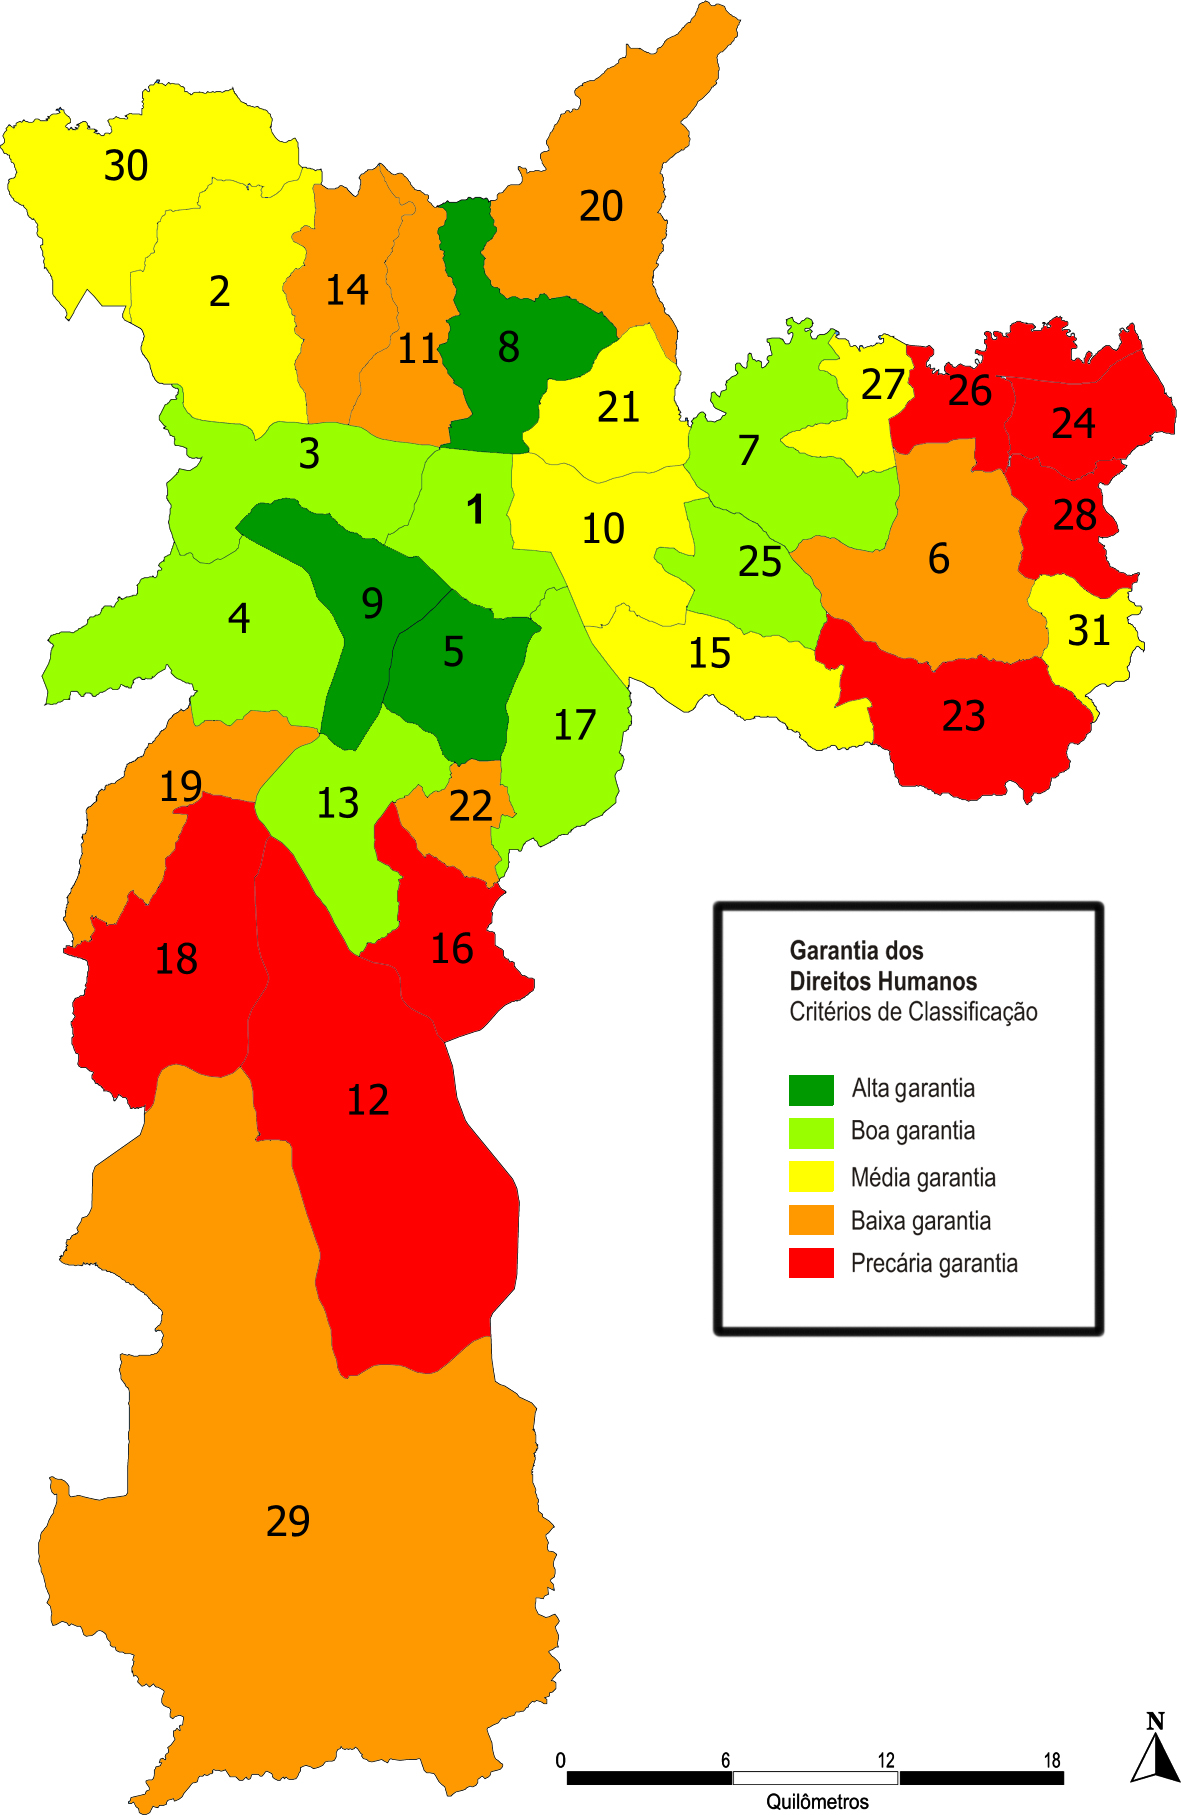 30
20
2
14
11
8
27
26
21
24
3
7
1
10
28
25
6
9
4
31
5
15
23
17
19
13
22
18
16
12
29
Garantia dos
Direitos Humanos
Critérios de Classificação
Alta garantia
Boa garantia
Média garantia
Baixa garantia
Precária garantia
N
0 6 12 18
Quilômetros